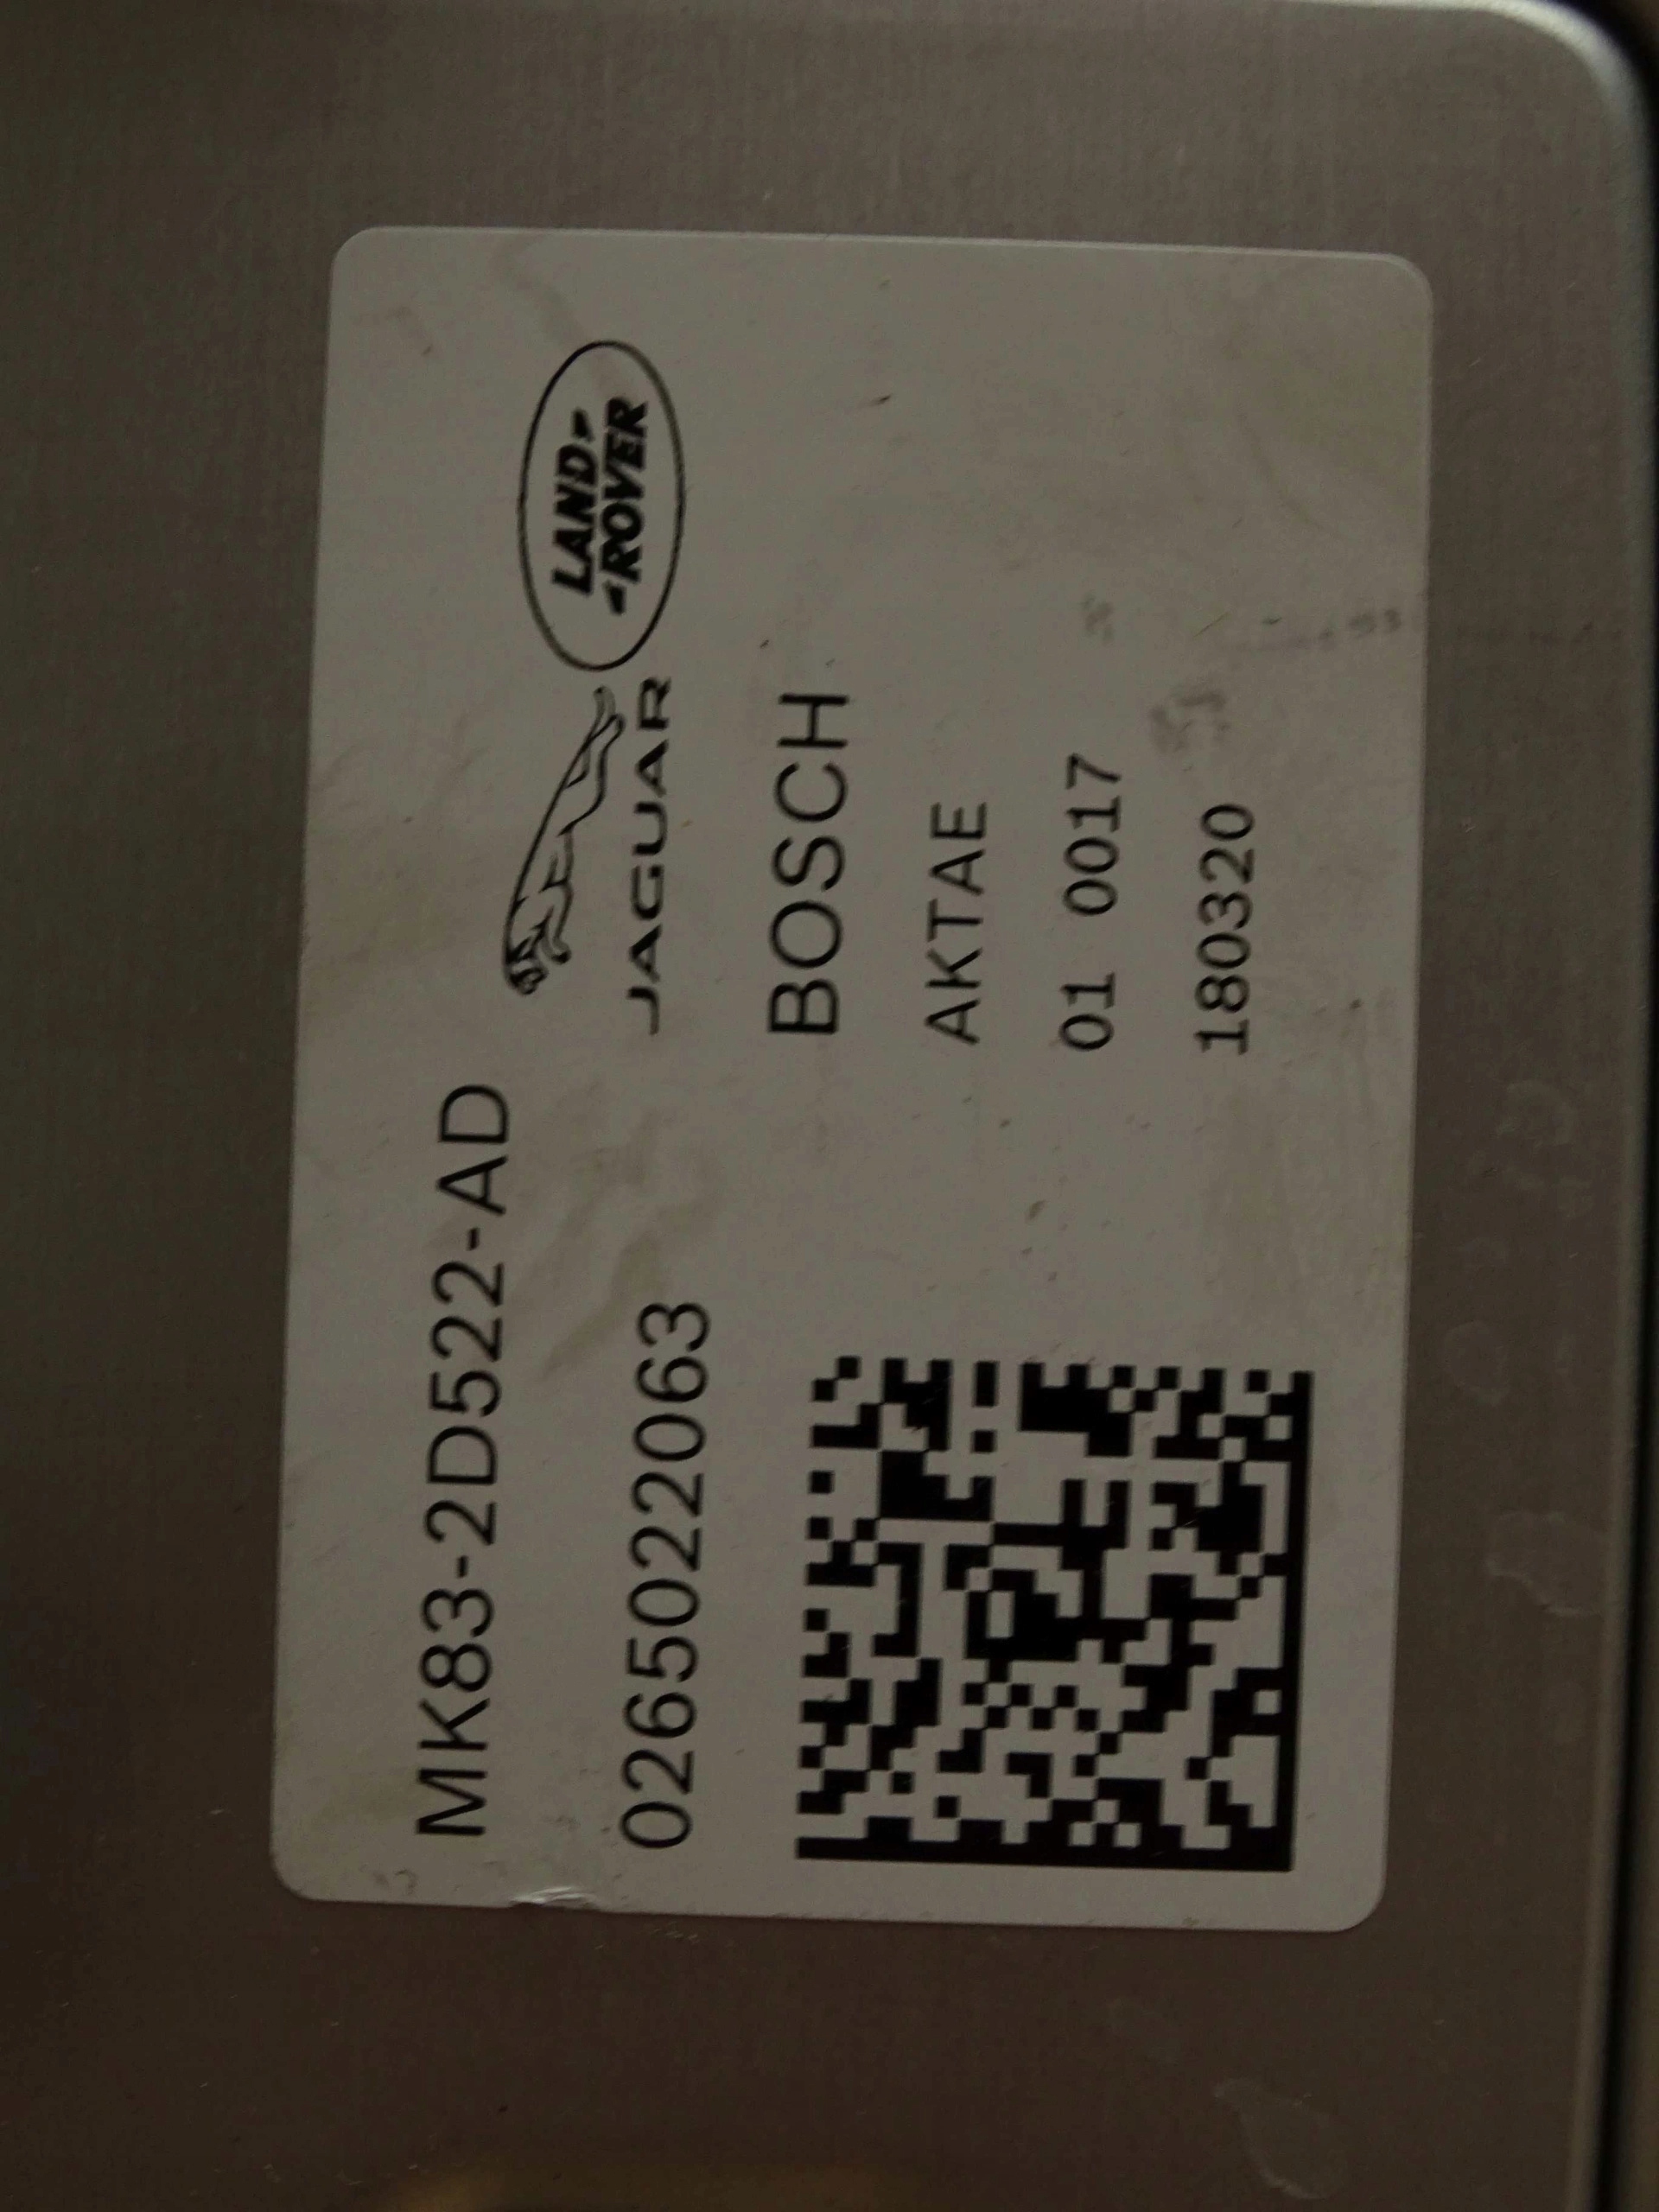 MK83-2D522-AD
JAGUAR
LAND
ROVER
0265022063
BOSCH
AKTAE
01 0017
180320